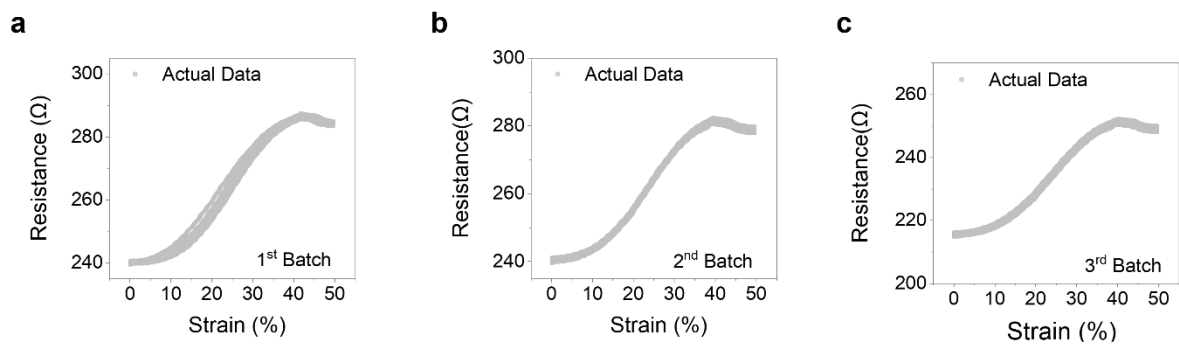 a
Resistance (Ω)
300
280
260
240
Actual Data
1st Batch
0 10 20 30 40 50
Strain (%)
b
Resistance(Ω)
300
280
260
240
Actual Data
2nd Batch
0 10 20 30 40 50
Strain (%)
c
Resistance(Ω)
260
240
220
200
Actual Data
3rd Batch
0 10 20 30 40 50
Strain (%)